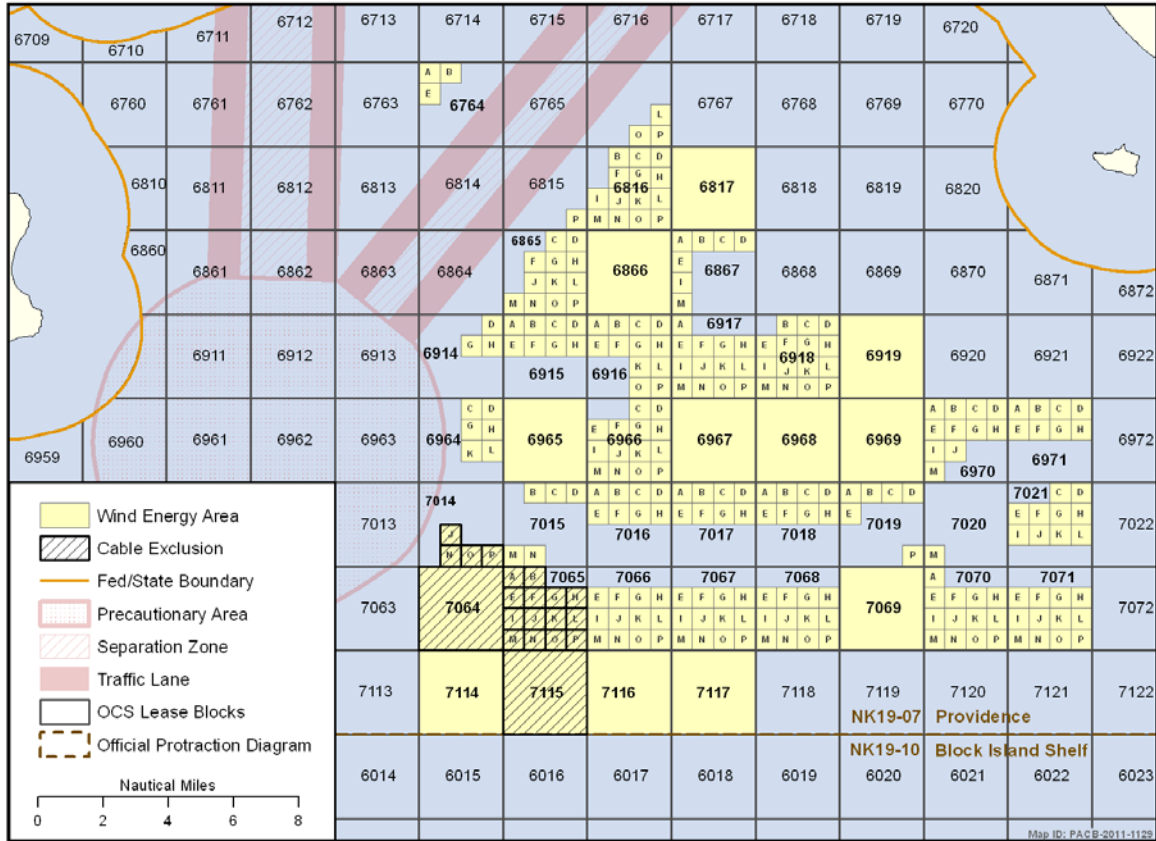 6709 6710 6711 6712 6713 6714 6715 6716 6717 6718 6719 6720
A B
E
6760 6761 6762 6763 6764 6765 6767 6768 6769 6770
L
O P
B C D
F G H
I J K L
M N O P
P
6810 6811 6812 6813 6814 6815 6816 6817 6818 6819 6820
C D
F G H
J K L
M N O P
A B C D
E
I
M
6860 6861 6862 6863 6864 6865 6866 6867 6868 6869 6870 6871 6872
D A B C D A B C D A B C D
G H E F G H E F G H E F G H E F G H
K L I J K L I J K L
O P M N O P M N O P
6911 6912 6913 6914 6915 6916 6917 6918 6919 6920 6921 6922
C D C D A B C D A B C D
G H E F G H E F G H E F G H
K L I J K L I J
M N O P M
6959 6960 6961 6962 6963 6964 6965 6966 6967 6968 6969 6970 6971 6972
B C D A B C D A B C D A B C D A B C D C D
E F G H E F G H E F G H E E F G H
J I J K L
N O P M N P M
7013 7014 7015 7016 7017 7018 7019 7020 7021 7022
A B A
E F G H E F G H E F G H E F G H E F G H E F G H
I J K L I J K L I J K L I J K L I J K L I J K L
M N O P M N O P M N O P M N O P M N O P M N O P
7063 7064 7065 7066 7067 7068 7069 7070 7071 7072
7113 7114 7115 7116 7117 7118 7119 7120 7121 7122
NK19-07 Providence
NK19-10 Block Island Shelf
6014 6015 6016 6017 6018 6019 6020 6021 6022 6023
Wind Energy Area
Cable Exclusion
Fed/State Boundary
Precautionary Area
Separation Zone
Traffic Lane
OCS Lease Blocks
Official Protraction Diagram
Nautical Miles
0 2 4 6 8
Map ID: PACB-2011-1129